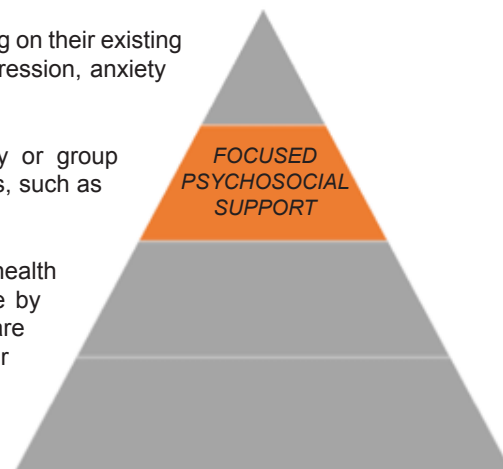 g on their existing
ression, anxiety
y or group
s, such as
health
e by
are
r
FOCUSED
PSYCHOSOCIAL
SUPPORT